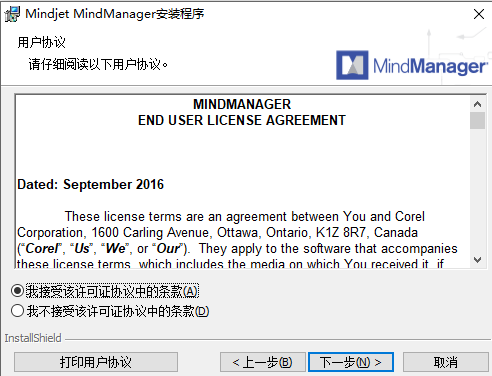 Mindjet MindManager安装程序
用户协议
请仔细阅读以下用户协议。
MindManager
MINDMANAGER
END USER LICENSE AGREEMENT
Dated: September 2016
These license terms are an agreement between You and Corel
Corporation, 1600 Carling Avenue, Ottawa, Ontario, K1Z 8R7, Canada
(“Corel”, “Us”, “We”, or “Our”). They apply to the software that accompanies
these license terms, which includes the media on which You received it, if
我接受该许可证协议中的条款(A)
我不接受该许可证协议中的条款(D)
InstallShield
打印用户协议
< 上一步(B)
下一步(N) >
取消